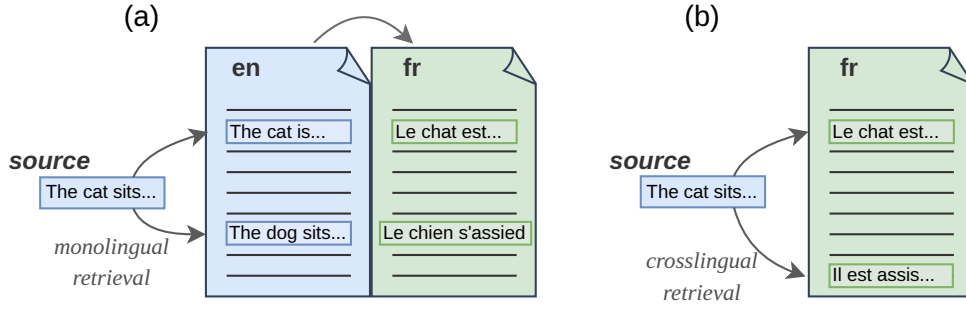 (a)
en
fr
The cat is...
Le chat est...
source
The cat sits...
The dog sits...
Le chien s'assied
monolingual
retrieval
(b)
fr
Le chat est...
source
The cat sits...
crosslingual
retrieval
Il est assis...